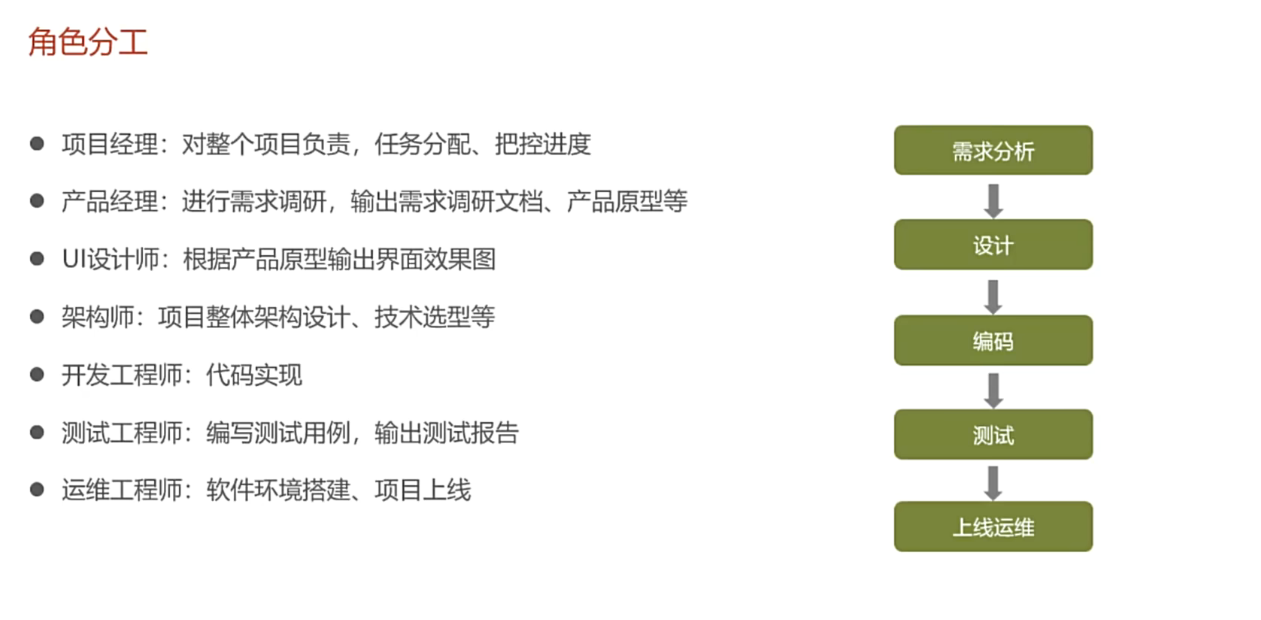 角色分工
项目经理：对整个项目负责，任务分配、把控进度
产品经理：进行需求调研，输出需求调研文档、产品原型等
UI设计师：根据产品原型输出界面效果图
架构师：项目整体架构设计、技术选型等
开发工程师：代码实现
测试工程师：编写测试用例，输出测试报告
运维工程师：软件环境搭建、项目上线
需求分析
设计
编码
测试
上线运维